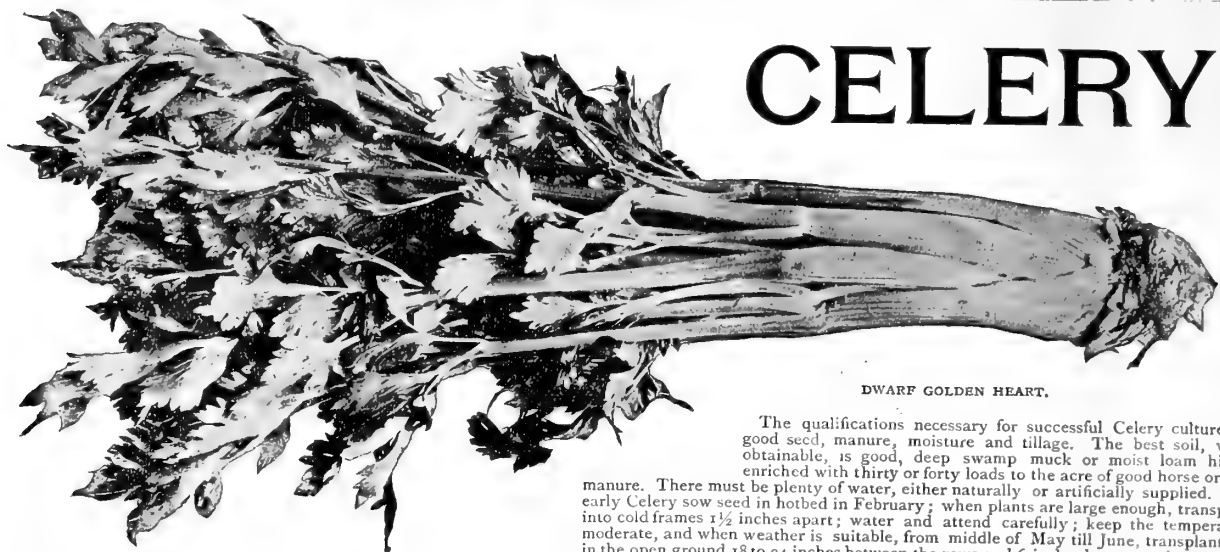 CELERY
DWARF GOLDEN HEART.
The qualifications necessary for successful Celery culture
good seed, manure, moisture and tillage. The best soil,
obtainable, is good, deep swamp muck or moist loam
enriched with thirty or forty loads to the acre of good horse or
manure. There must be plenty of water, either naturally or artificially supplied.
early Celery sow seed in hotbed in February; when plants are large enough,
into cold frames 1½ inches apart; water and attend carefully; keep the
moderate, and when weather is suitable, from middle of May till June, transplant
in the open ground 18 to 24 inches between the rows and 6 inches